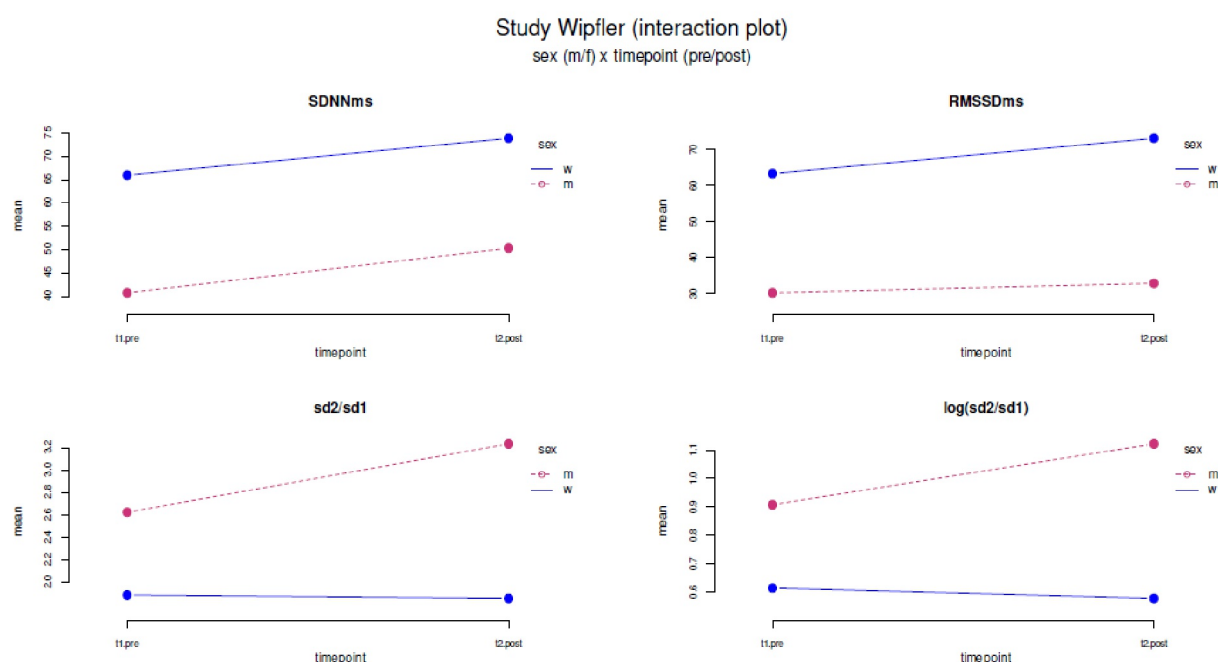 Study Wipfler (interaction plot)
sex (m/f) x timepoint (pre/post)
SDNNms
mean
75
70
65
60
55
50
45
40
sex
w
m
t1.pre
t2.post
timepoint
RMSSDms
mean
70
60
50
40
30
sex
w
m
t1.pre
t2.post
timepoint
sd2/sd1
mean
3.2
3.0
2.8
2.6
2.4
2.2
2.0
sex
m
w
t1.pre
t2.post
timepoint
log(sd2/sd1)
mean
1.1
1.0
0.9
0.8
0.7
0.6
sex
m
w
t1.pre
t2.post
timepoint